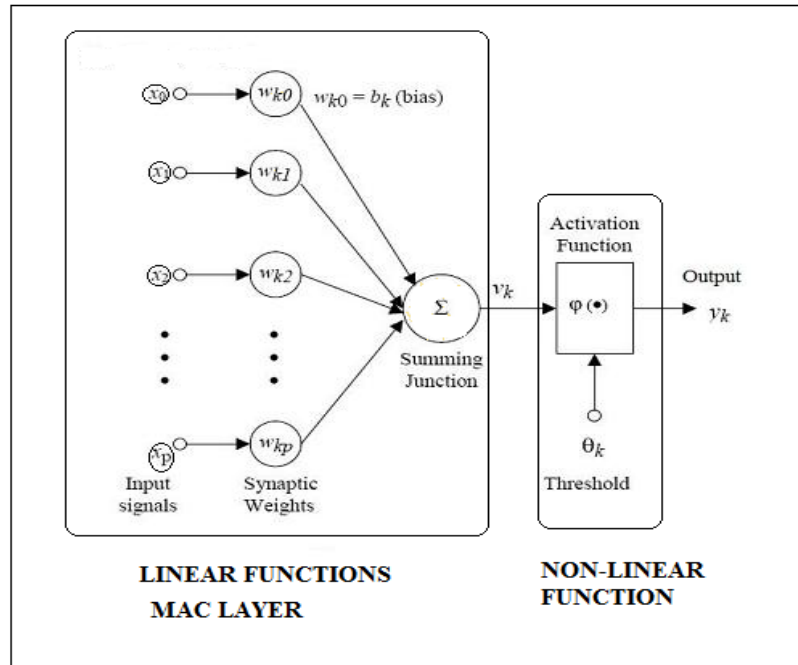 x0
wk0
wk0 = bk (bias)
x1
wk1
x2
wk2
xp
wkp
Input
signals
Synaptic
Weights
Σ
Summing
Junction
vk
Activation
Function
φ (•)
Output
yk
θk
Threshold
LINEAR FUNCTIONS
MAC LAYER
NON-LINEAR
FUNCTION